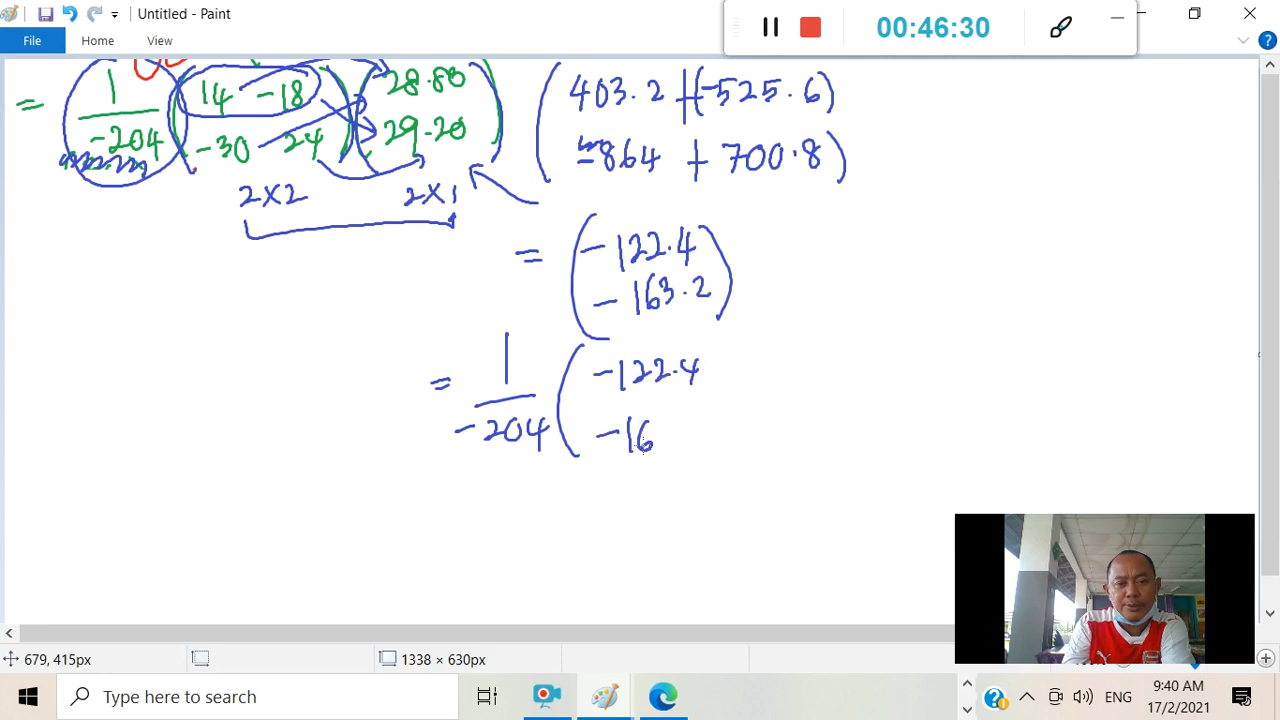 Untitled - Paint
00:46:30
File Home View
= 1/-204 (14 -18 / -30 24) (28.80 / 29.20) (403.2 + (-525.6) / -864 + 700.8)
2X2 2X1
= (-122.4 / -163.2)
= 1/-204 (-122.4 / -16
679, 415px
1338 × 630px
Type here to search
ENG
9:40 AM
17/2/2021